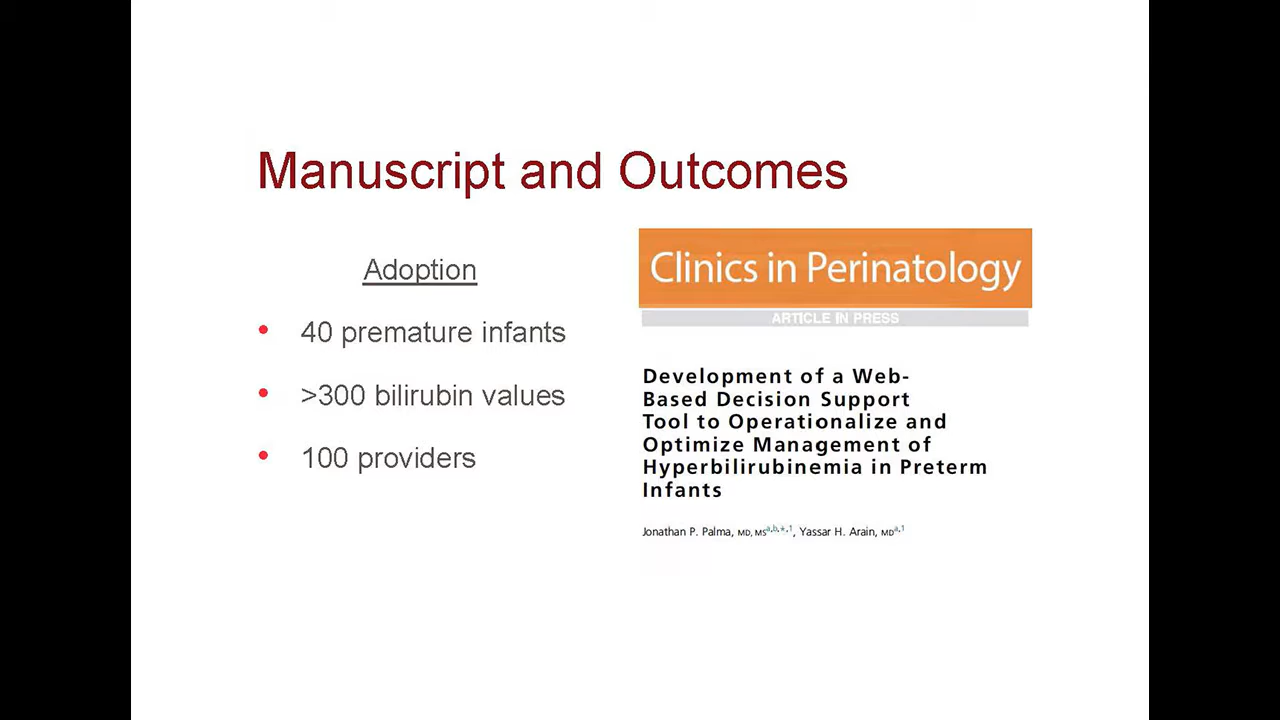 Manuscript and Outcomes
Adoption
• 40 premature infants
• >300 bilirubin values
• 100 providers
Clinics in Perinatology
ARTICLE IN PRESS
Development of a Web-
Based Decision Support
Tool to Operationalize and
Optimize Management of
Hyperbilirubinemia in Preterm
Infants
Jonathan P. Palma, MD, MS a,b,*,1, Yassar H. Arain, MD a,1